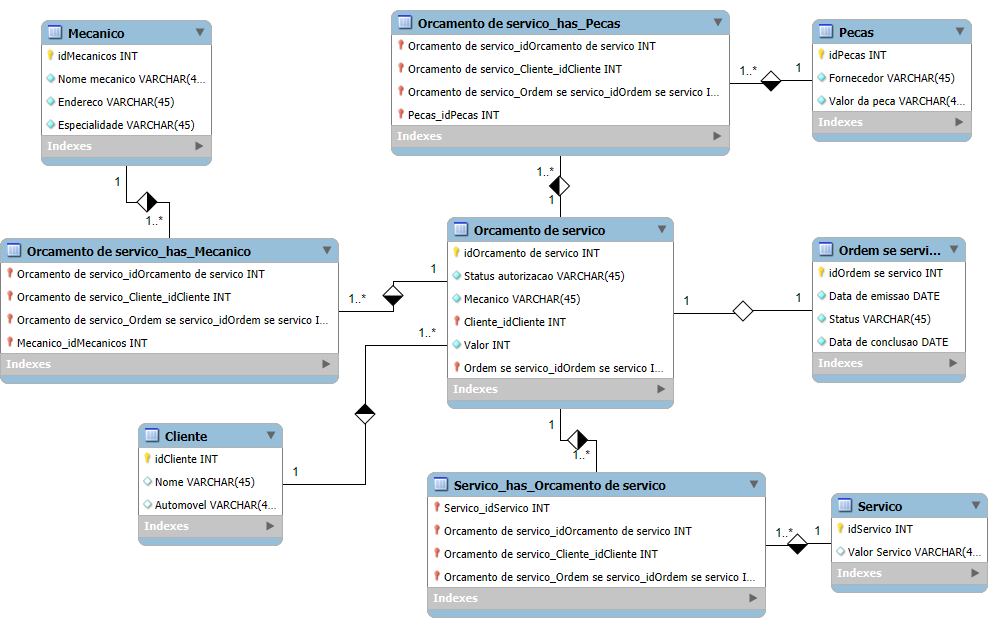 Mecanico
idMecanicos INT
Nome mecanico VARCHAR(4...
Endereco VARCHAR(45)
Especialidade VARCHAR(45)
Indexes
Orcamento de servico_has_Pecas
Orcamento de servico_idOrcamento de servico INT
Orcamento de servico_Cliente_idCliente INT
Orcamento de servico_Ordem se servico_idOrdem se servico I...
Pecas_idPecas INT
Indexes
1..*
1
Pecas
idPecas INT
Fornecedor VARCHAR(45)
Valor da peca VARCHAR(4...
Indexes
1
1..*
1..*
1
Orcamento de servico_has_Mecanico
Orcamento de servico_idOrcamento de servico INT
Orcamento de servico_Cliente_idCliente INT
Orcamento de servico_Ordem se servico_idOrdem se servico I...
Mecanico_idMecanicos INT
Indexes
1
1..*
1..*
Orcamento de servico
idOrcamento de servico INT
Status autorizacao VARCHAR(45)
Mecanico VARCHAR(45)
Cliente_idCliente INT
Valor INT
Ordem se servico_idOrdem se servico I...
Indexes
1
1
Ordem se servi...
idOrdem se servico INT
Data de emissao DATE
Status VARCHAR(45)
Data de conclusao DATE
Indexes
Cliente
idCliente INT
Nome VARCHAR(45)
Automovel VARCHAR(4...
Indexes
1
1
1..*
Servico_has_Orcamento de servico
Servico_idServico INT
Orcamento de servico_idOrcamento de servico INT
Orcamento de servico_Cliente_idCliente INT
Orcamento de servico_Ordem se servico_idOrdem se servico I...
Indexes
1..*
1
Servico
idServico INT
Valor Servico VARCHAR(4...
Indexes